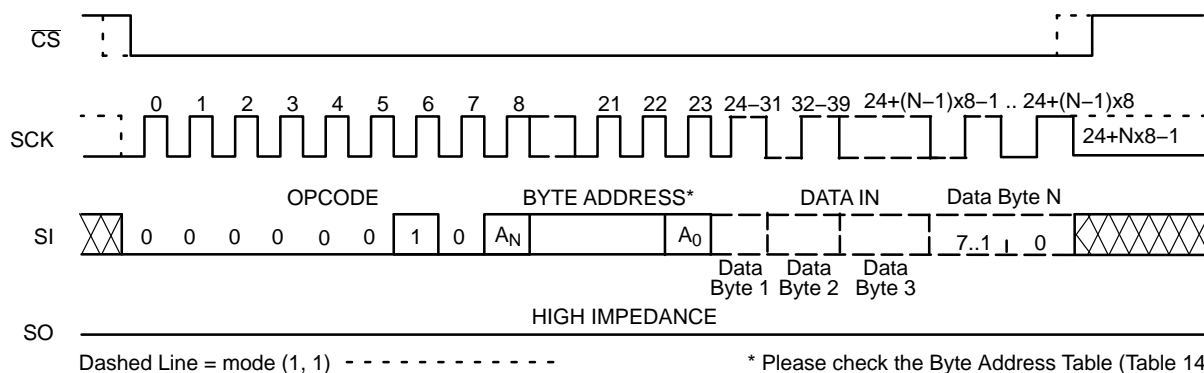 CS
0 1 2 3 4 5 6 7 8 21 22 23 24–31 32–39 24+(N–1)x8–1 .. 24+(N–1)x8
SCK
24+Nx8–1
OPCODE BYTE ADDRESS* DATA IN Data Byte N
SI
0 0 0 0 0 0 1 0 AN A0 7..1 0
Data Byte 1 Data Byte 2 Data Byte 3
HIGH IMPEDANCE
SO
Dashed Line = mode (1, 1) * Please check the Byte Address Table (Table 14